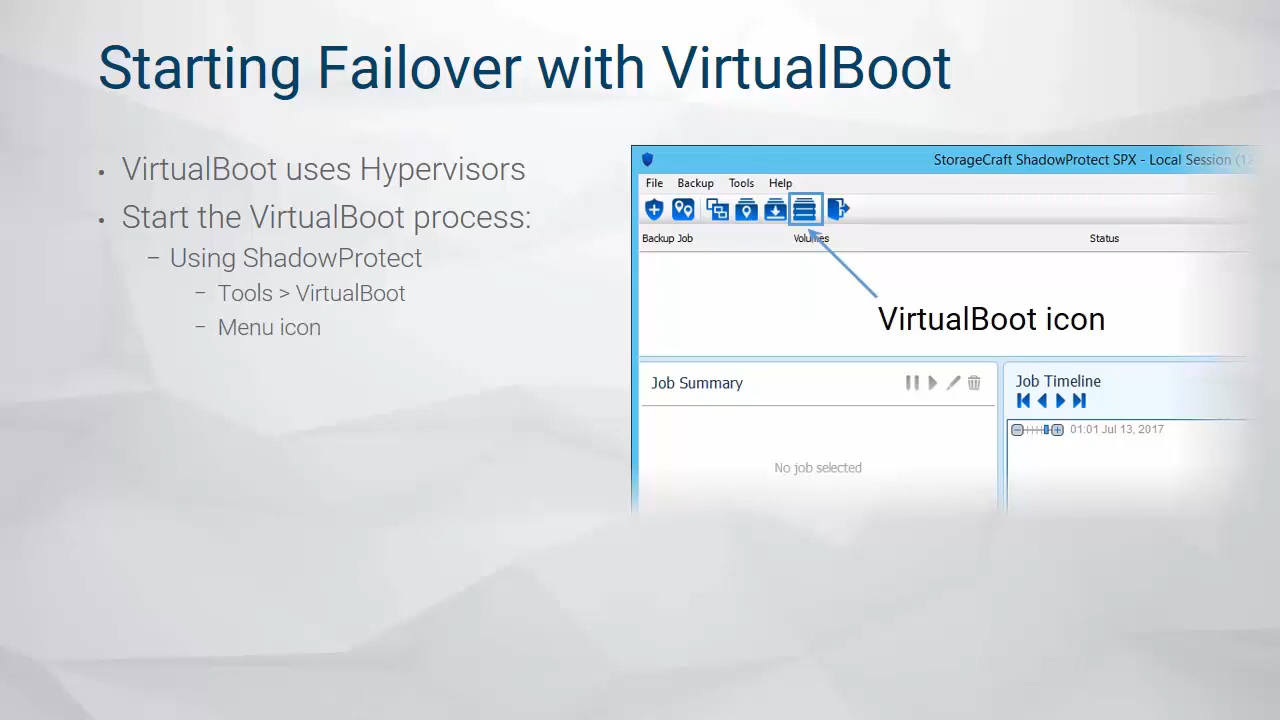 Starting Failover with VirtualBoot
• VirtualBoot uses Hypervisors
• Start the VirtualBoot process:
– Using ShadowProtect
– Tools > VirtualBoot
– Menu icon
StorageCraft ShadowProtect SPX - Local Session (12
File Backup Tools Help
Backup Job Volumes Status
VirtualBoot icon
Job Summary
Job Timeline
01:01 Jul 13, 2017
No job selected